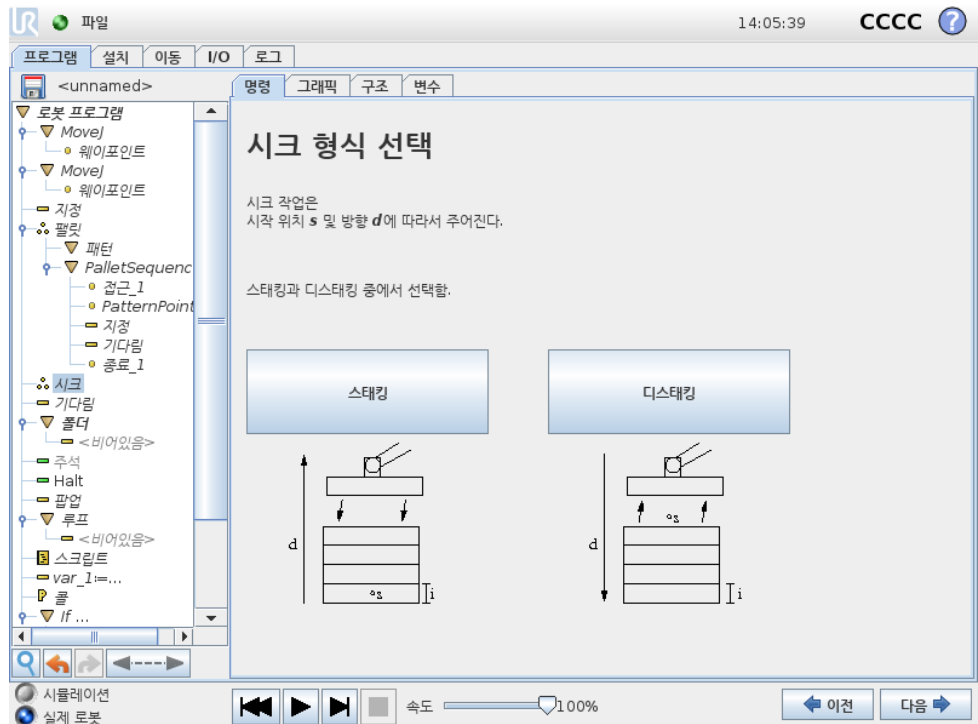 UR 파일 14:05:39 CCCC ?
프로그램 설치 이동 I/O 로그
<unnamed>
명령 그래픽 구조 변수
로봇 프로그램
MoveJ
웨이포인트
MoveJ
웨이포인트
지정
팰릿
패턴
PalletSequenc
접근_1
PatternPoint
지정
기다림
종료_1
시크
기다림
폴더
<비어있음>
주석
Halt
팝업
루프
<비어있음>
스크립트
var_1:=...
콜
If ...
시크 형식 선택
시크 작업은
시작 위치 s 및 방향 d에 따라서 주어진다.
스태킹과 디스태킹 중에서 선택함.
스태킹 디스태킹
d s i
d s i
시뮬레이션
실제 로봇
속도 100%
이전 다음